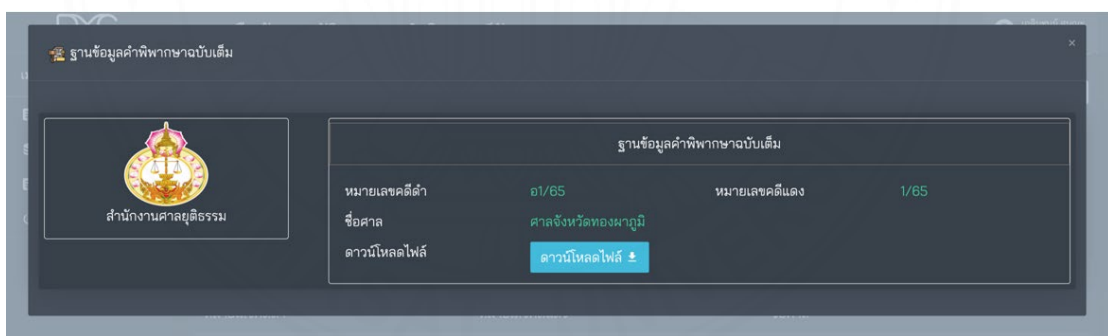 ฐานข้อมูลคำพิพากษาฉบับเต็ม
×
สำนักงานศาลยุติธรรม
ฐานข้อมูลคำพิพากษาฉบับเต็ม
หมายเลขคดีดำ อ1/65 หมายเลขคดีแดง 1/65
ชื่อศาล ศาลจังหวัดทองผาภูมิ
ดาวน์โหลดไฟล์ ดาวน์โหลดไฟล์